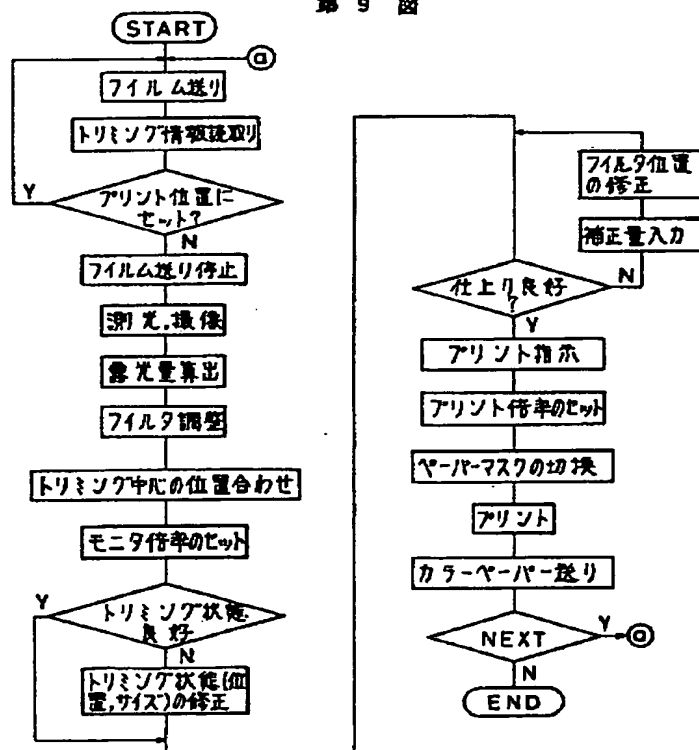 第 9 図
START
ⓐ
フイルム送り
トリミング情報読取り
Y
プリント位置に
セット?
N
フイルム送り停止
測光,撮像
露光量算出
フイルタ調整
トリミング中心の位置合わせ
モニタ倍率のセット
Y
トリミング状態
良好
N
トリミング状態(位
置,サイズ)の修正
フイルタ位置
の修正
補正量入力
仕上り良好
?
N
Y
プリント指示
プリント倍率のセット
ペーパーマスクの切換
プリント
カラーペーパー送り
NEXT
Y
ⓐ
N
END